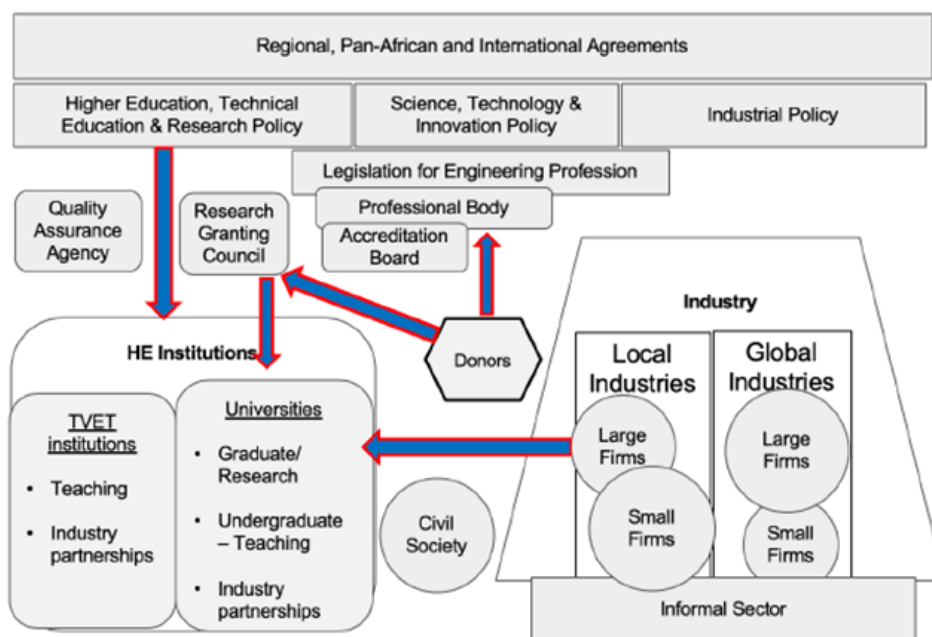 Regional, Pan-African and International Agreements
Higher Education, Technical
Education & Research Policy
Science, Technology &
Innovation Policy
Industrial Policy
Legislation for Engineering Profession
Quality
Assurance
Agency
Research
Granting
Council
Professional Body
Accreditation
Board
Donors
Industry
HE Institutions
TVET
institutions
• Teaching
• Industry
partnerships
Universities
• Graduate/
Research
• Undergraduate
– Teaching
• Industry
partnerships
Civil
Society
Local
Industries
Large
Firms
Small
Firms
Global
Industries
Large
Firms
Small
Firms
Informal Sector